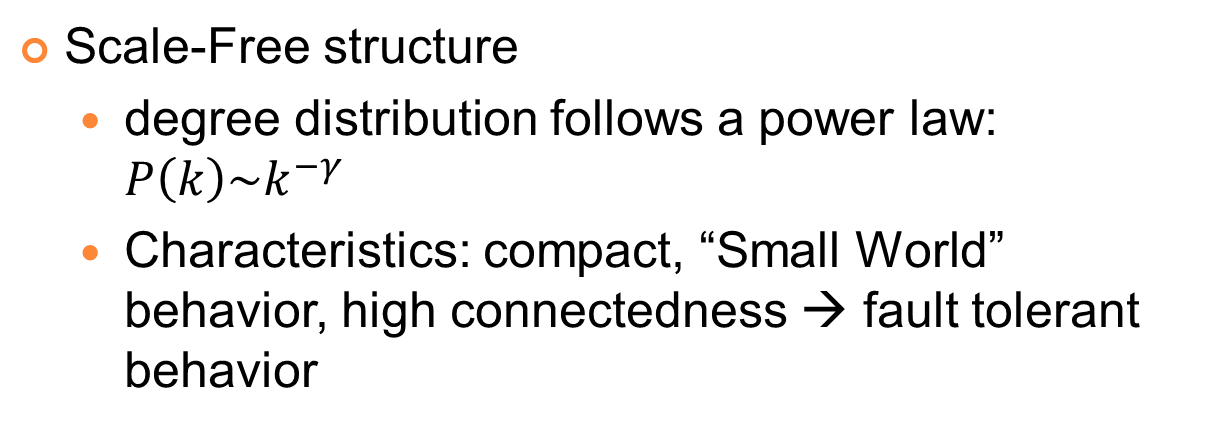 Scale-Free structure
degree distribution follows a power law:
𝑃(𝑘)~𝑘^{−𝛾}
Characteristics: compact, “Small World”
behavior, high connectedness → fault tolerant
behavior